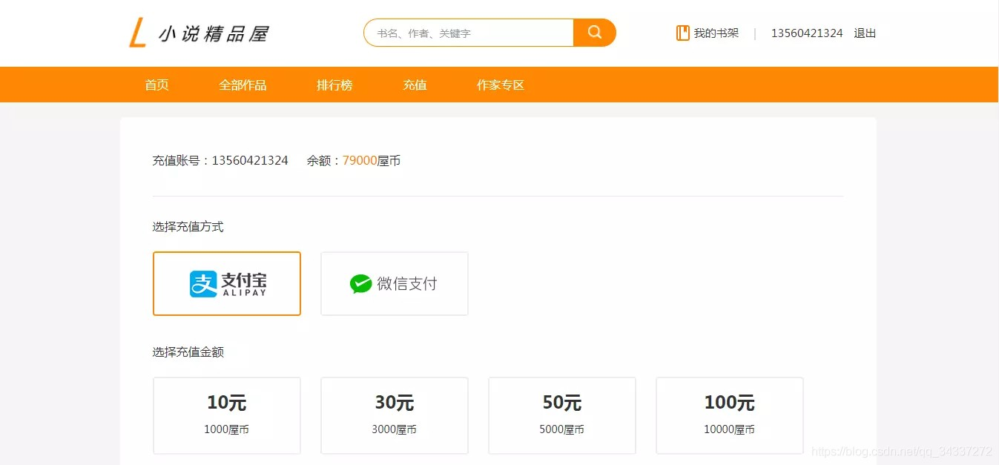 小说精品屋
书名、作者、关键字
我的书架 | 13560421324 退出
首页 全部作品 排行榜 充值 作家专区
充值账号：13560421324 余额：79000屋币
选择充值方式
支付宝
ALIPAY
微信支付
选择充值金额
10元 30元 50元 100元
1000屋币 3000屋币 5000屋币 10000屋币
https://blog.csdn.net/qq_34337272